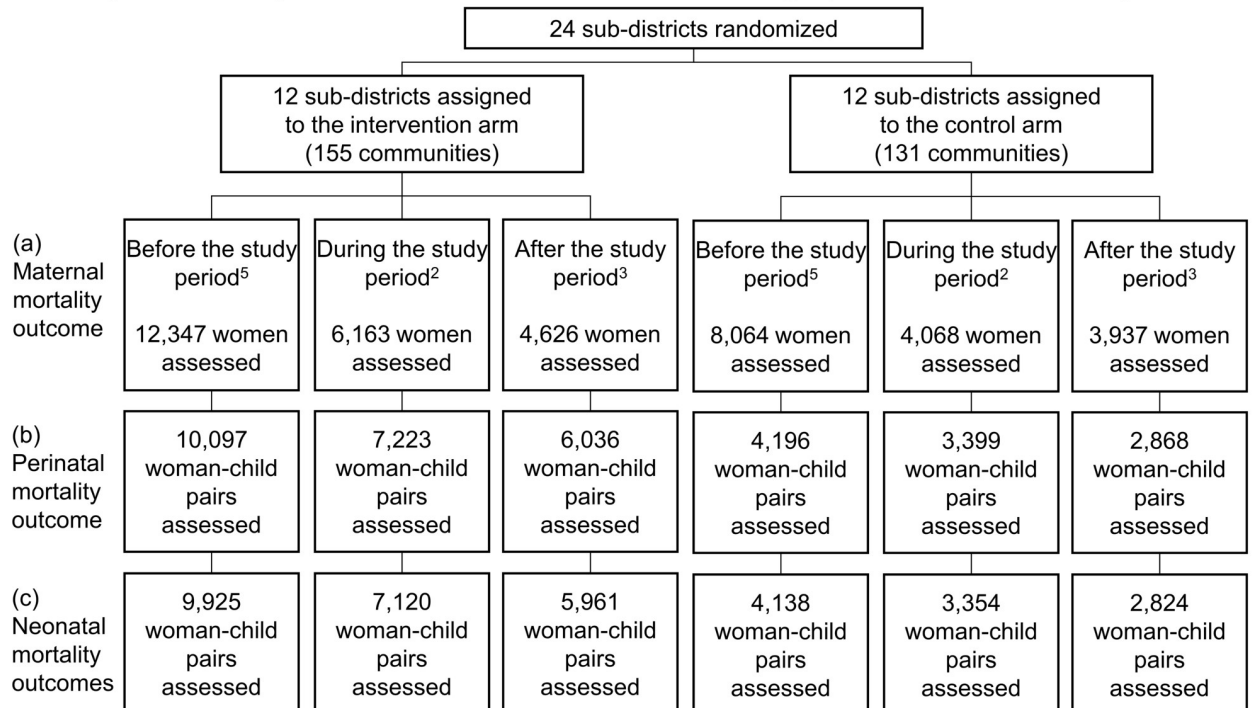 24 sub-districts randomized
12 sub-districts assigned
to the intervention arm
(155 communities)
12 sub-districts assigned
to the control arm
(131 communities)
(a)
Maternal
mortality
outcome
Before the study
period⁵
12,347 women
assessed
During the study
period²
6,163 women
assessed
After the study
period³
4,626 women
assessed
Before the study
period⁵
8,064 women
assessed
During the study
period²
4,068 women
assessed
After the study
period³
3,937 women
assessed
(b)
Perinatal
mortality
outcome
10,097
woman-child
pairs
assessed
7,223
woman-child
pairs
assessed
6,036
woman-child
pairs
assessed
4,196
woman-child
pairs
assessed
3,399
woman-child
pairs
assessed
2,868
woman-child
pairs
assessed
(c)
Neonatal
mortality
outcomes
9,925
woman-child
pairs
assessed
7,120
woman-child
pairs
assessed
5,961
woman-child
pairs
assessed
4,138
woman-child
pairs
assessed
3,354
woman-child
pairs
assessed
2,824
woman-child
pairs
assessed